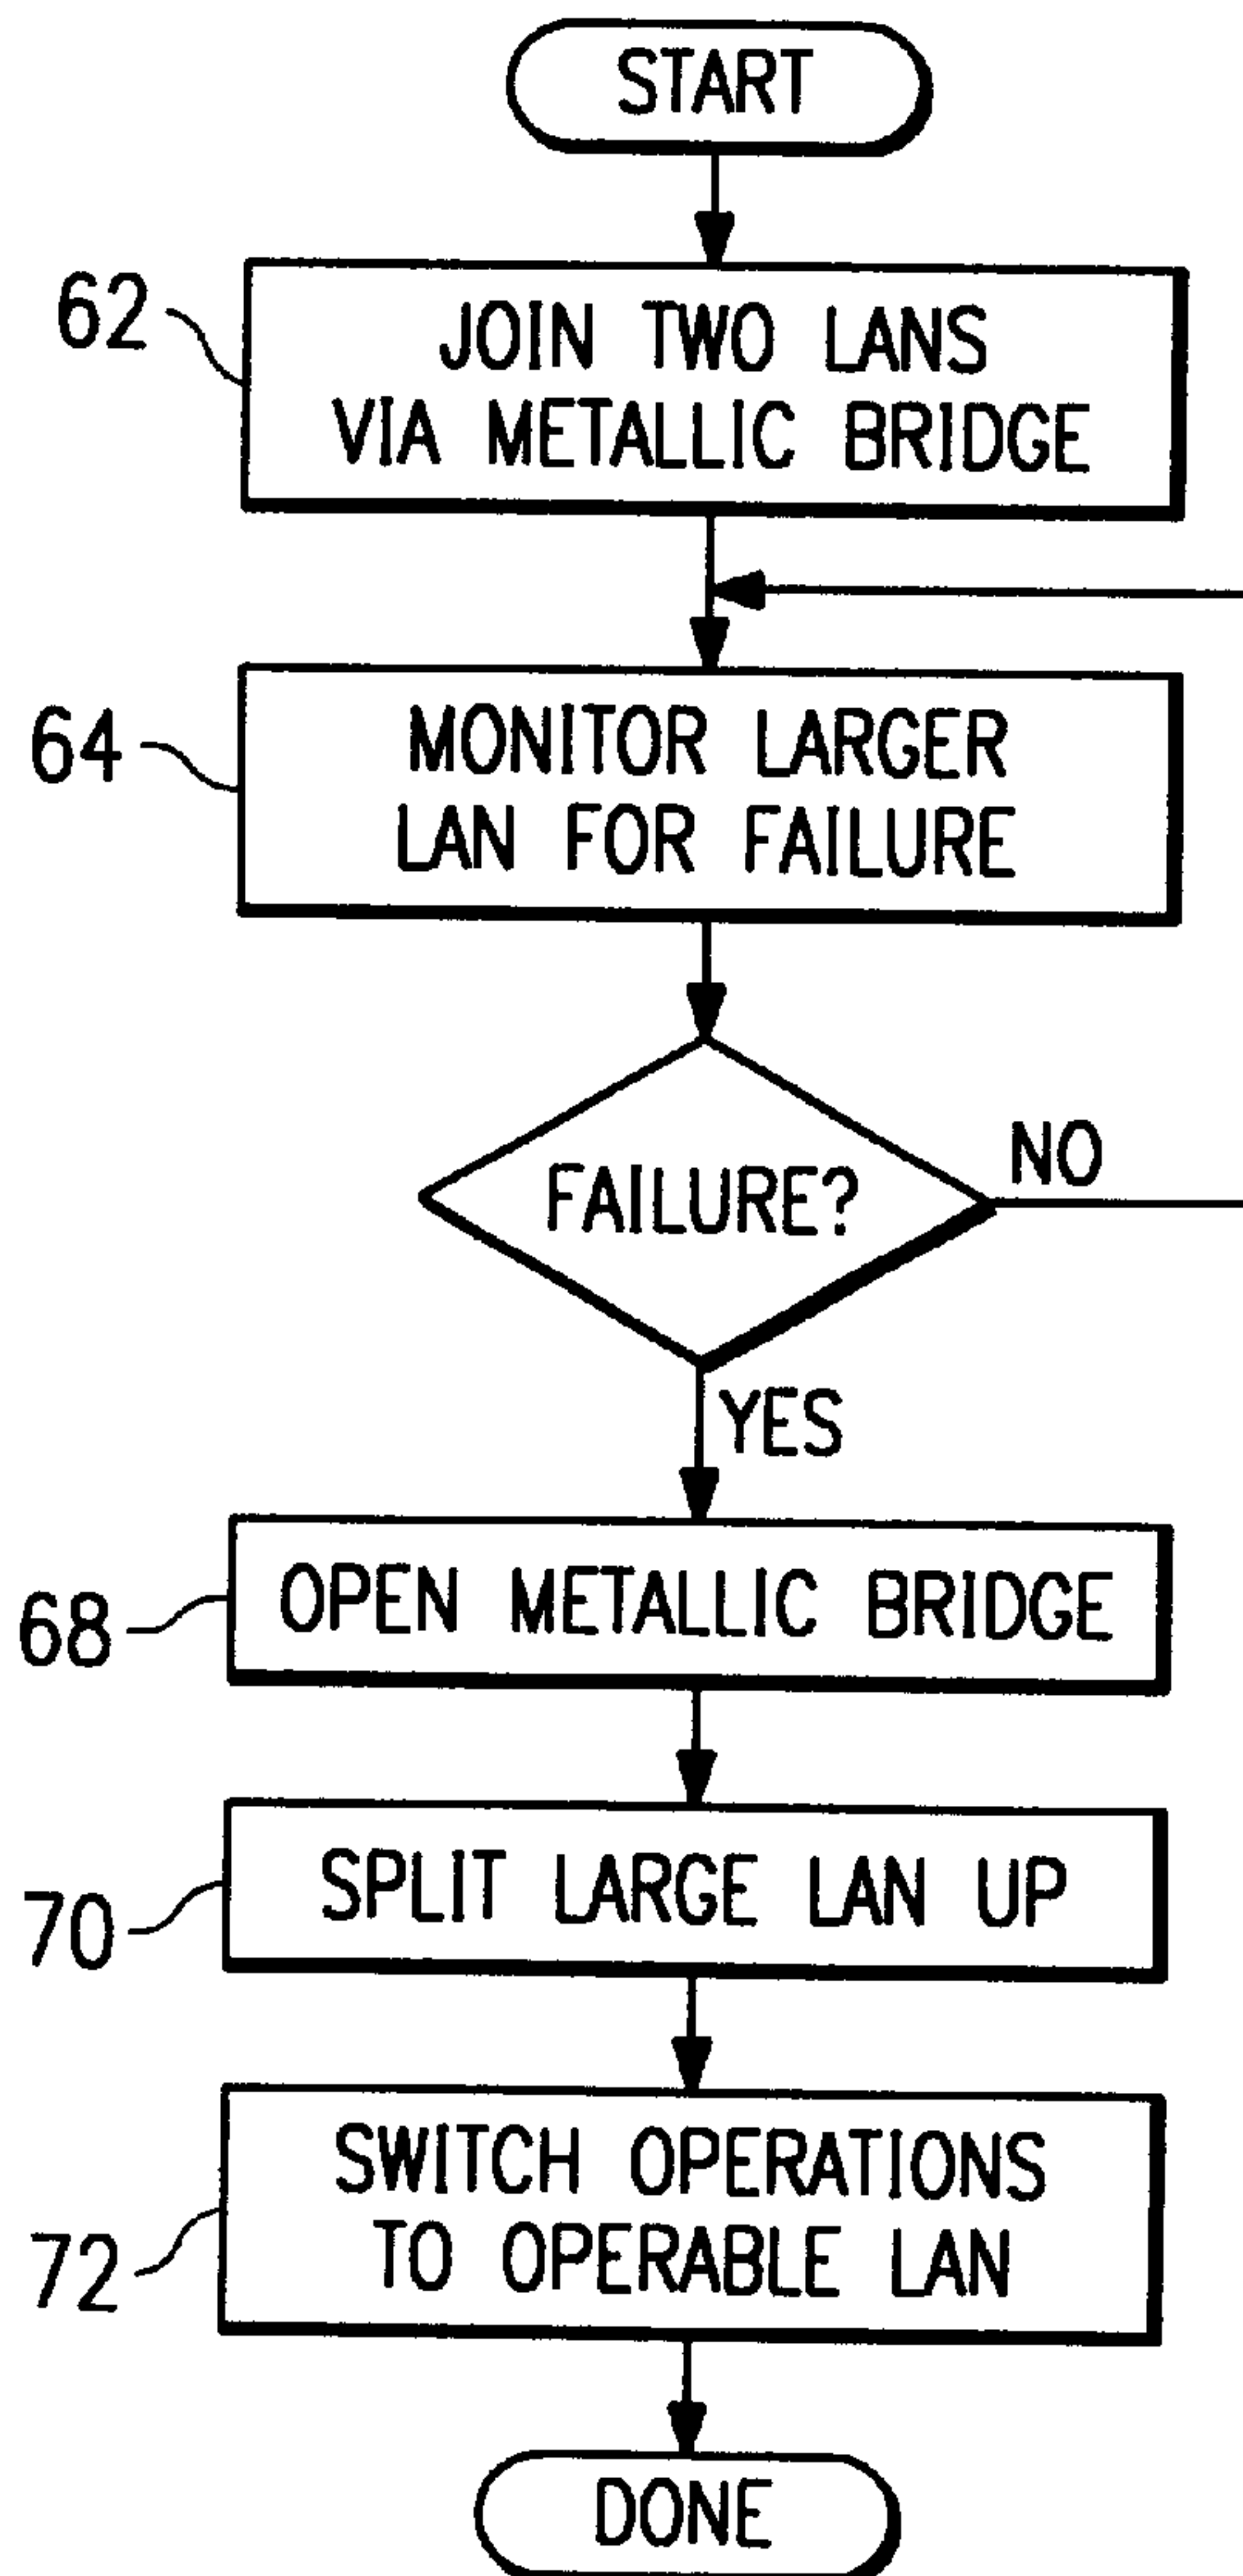 START
62
JOIN TWO LANS
VIA METALLIC BRIDGE
64
MONITOR LARGER
LAN FOR FAILURE
FAILURE?
NO
YES
68
OPEN METALLIC BRIDGE
70
SPLIT LARGE LAN UP
72
SWITCH OPERATIONS
TO OPERABLE LAN
DONE